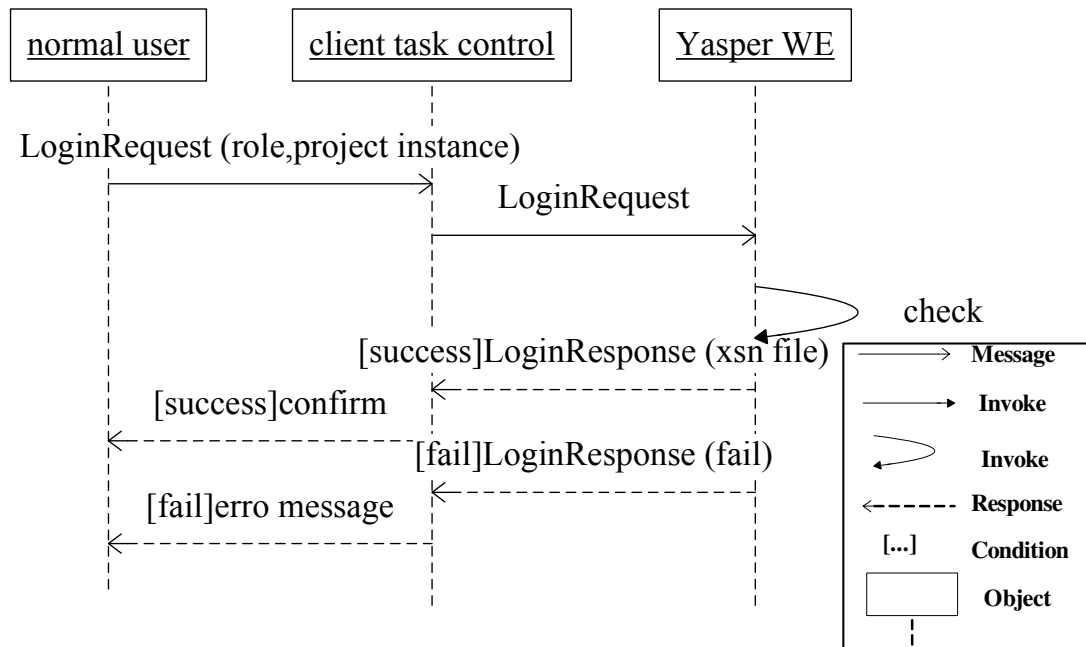 normal user
client task control
Yasper WE
LoginRequest (role,project instance)
LoginRequest
check
[success]LoginResponse (xsn file)
[success]confirm
[fail]LoginResponse (fail)
[fail]erro message
Message
Invoke
Invoke
Response
[...] Condition
Object